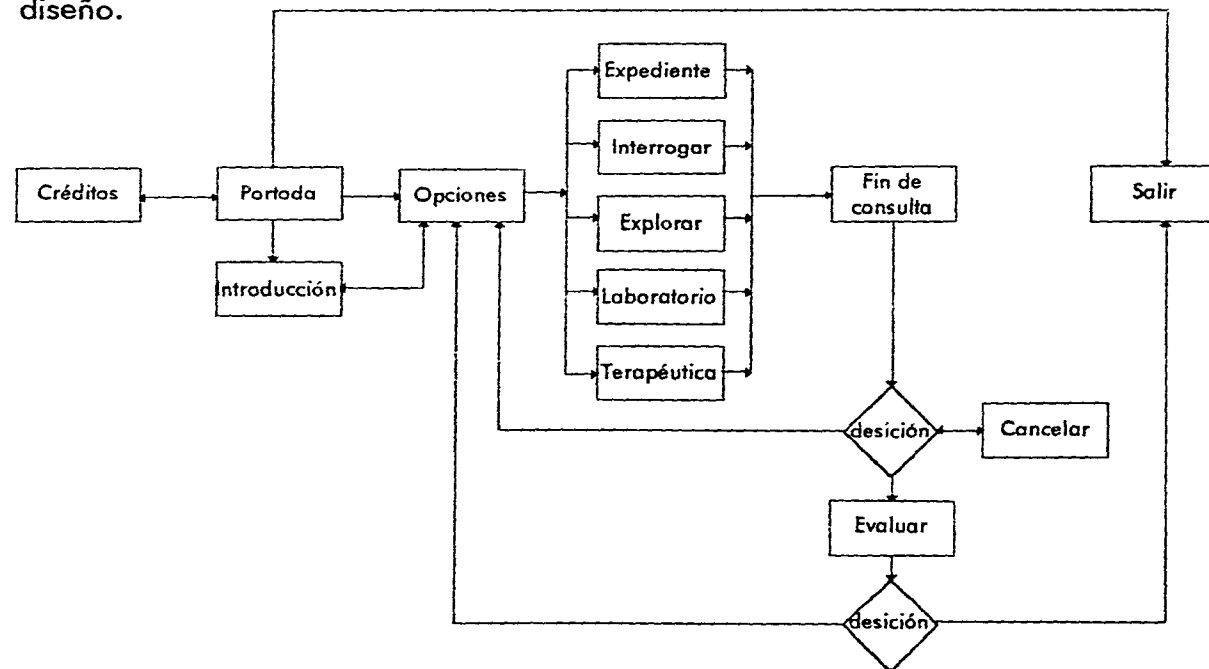 diseño.
Expediente
Interrogar
Explorar
Laboratorio
Terapéutica
Créditos
Portada
Opciones
Introducción
Fin de
consulta
Salir
desición
Cancelar
Evaluar
desición